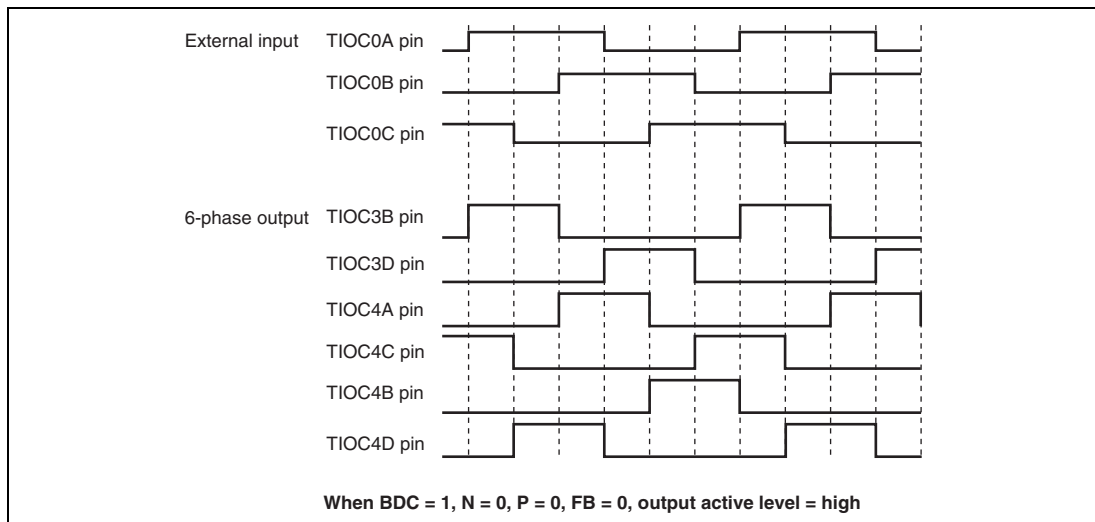 External input TIOC0A pin
TIOC0B pin
TIOC0C pin
6-phase output TIOC3B pin
TIOC3D pin
TIOC4A pin
TIOC4C pin
TIOC4B pin
TIOC4D pin
When BDC = 1, N = 0, P = 0, FB = 0, output active level = high